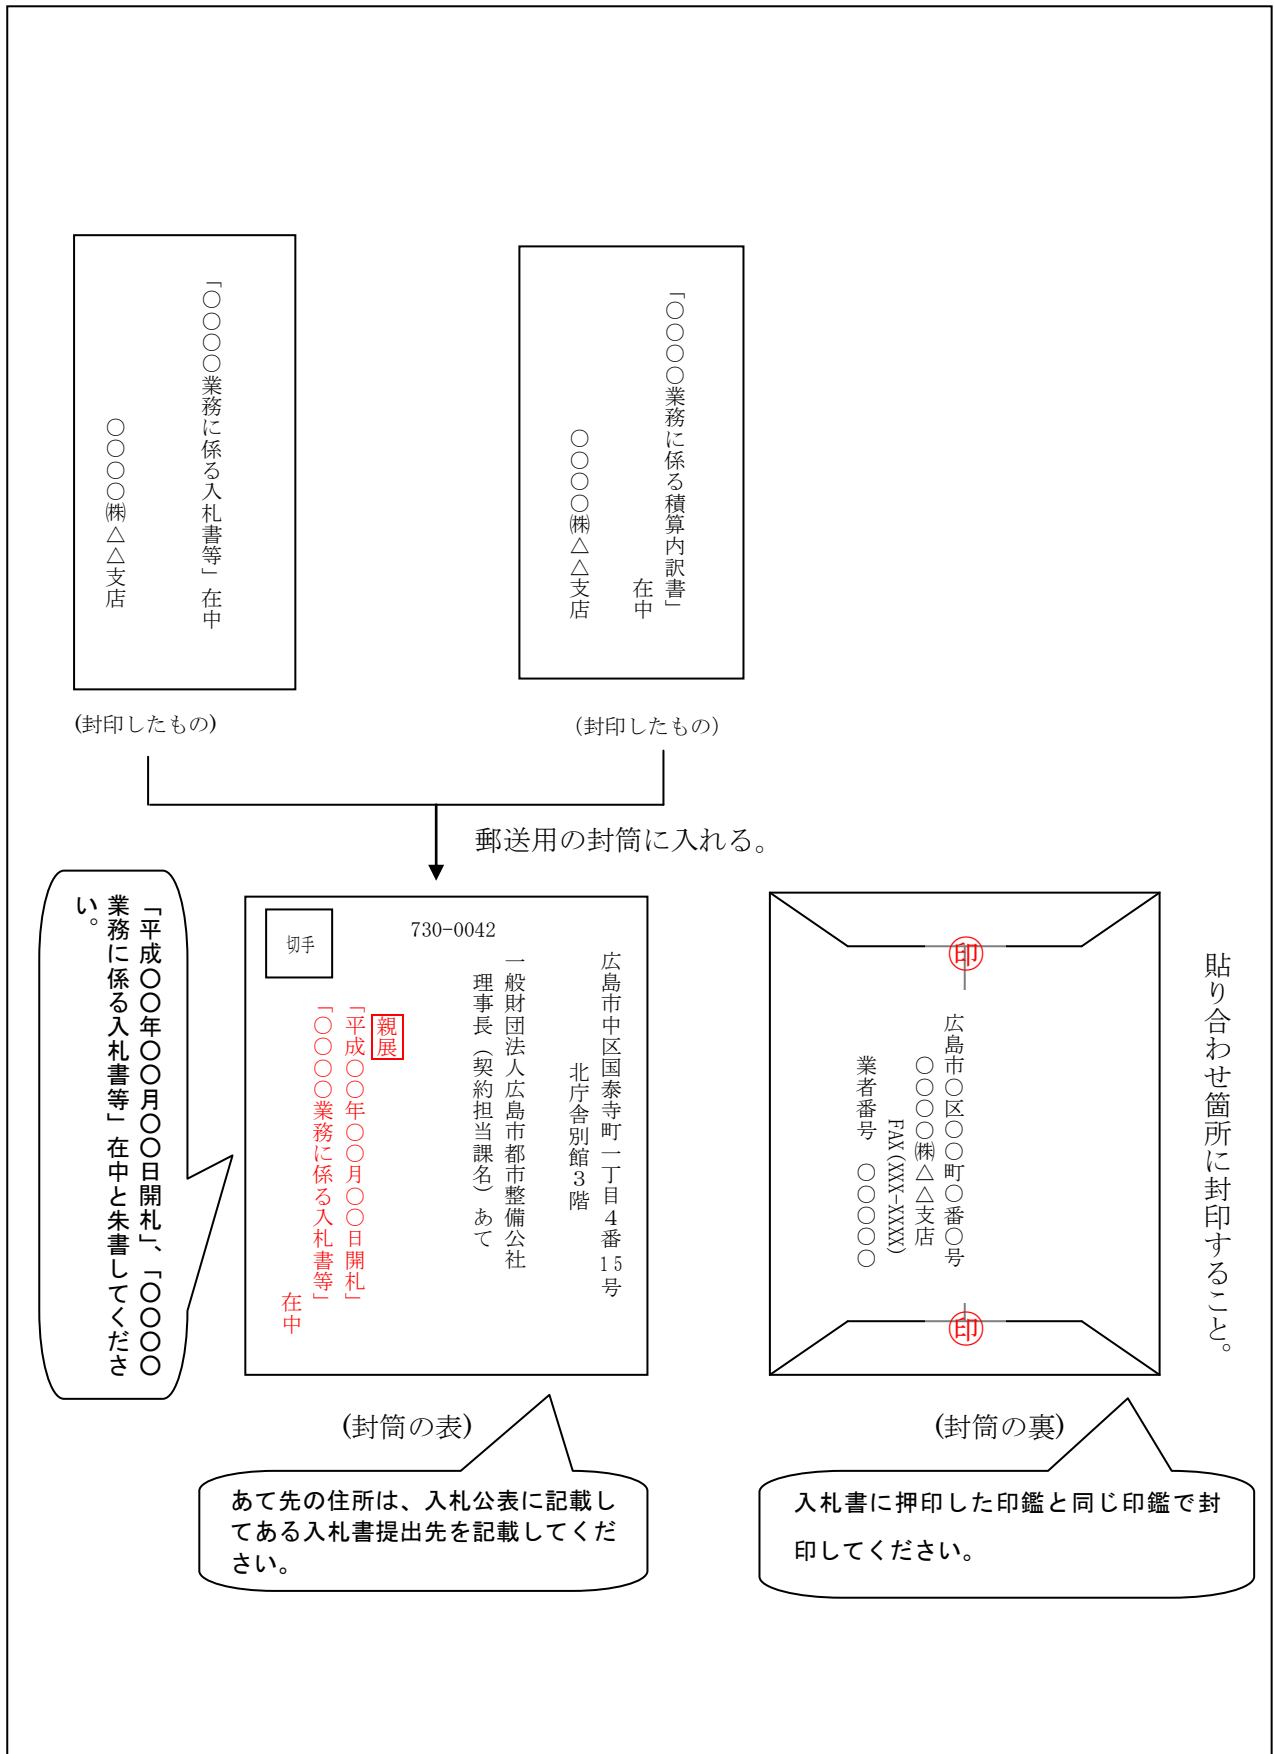 「○○○○業務に係る入札書等」在中
○○○○㈱△△支店
(封印したもの)
「○○○○業務に係る積算内訳書」
在中
○○○○㈱△△支店
(封印したもの)
郵送用の封筒に入れる。
「平成○○年○○月○○日開札」、「○○○○
業務に係る入札書等」在中と朱書してくださ
い。
切手
730-0042
広島市中区国泰寺町一丁目4番15号
北庁舎別館3階
一般財団法人広島市都市整備公社
理事長(契約担当課名)あて
親展
「平成○○年○○月○○日開札」
「○○○○業務に係る入札書等」
在中
(封筒の表)
あて先の住所は、入札公表に記載し
てある入札書提出先を記載してくだ
さい。
貼り合わせ箇所に封印すること。
印
広島市○区○○町○番○号
○○○○㈱△△支店
FAX(XXX-XXXX)
業者番号 ○○○○○
印
(封筒の裏)
入札書に押印した印鑑と同じ印鑑で封
印してください。